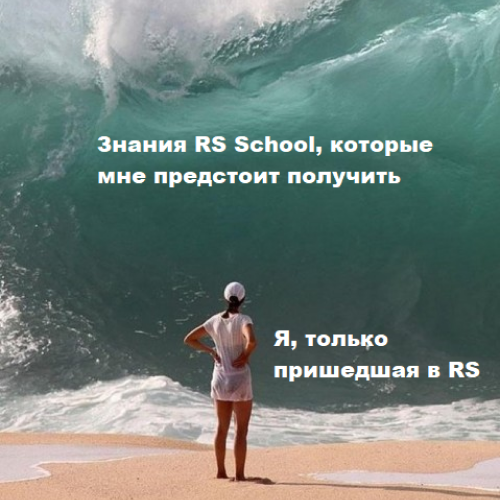 Знания RS School, которые
мне предстоит получить
Я, только
пришедшая в RS